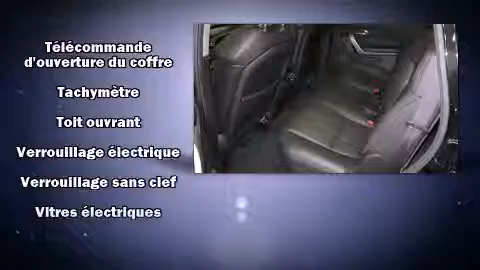 Télécommande
d'ouverture du coffre
Tachymètre
Toit ouvrant
Verrouillage électrique
Verrouillage sans clef
Vitres électriques